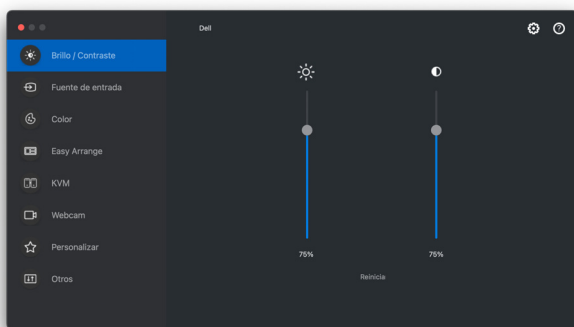 Dell
Brillo / Contraste
Fuente de entrada
Color
Easy Arrange
KVM
Webcam
Personalizar
Otros
75%
75%
Reinicia